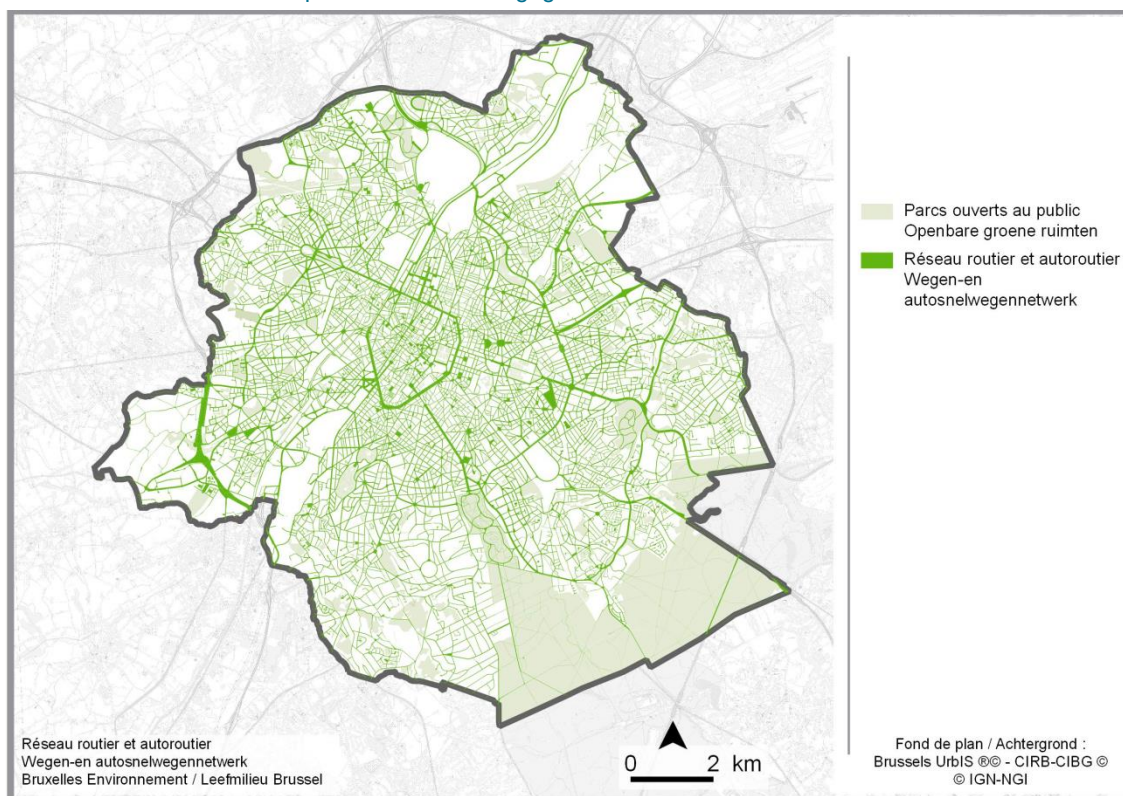 Parcs ouverts au public
Openbare groene ruimten
Réseau routier et autoroutier
Wegen-en
autosnelwegennetwerk
Réseau routier et autoroutier
Wegen-en autosnelwegennetwerk
Bruxelles Environnement / Leefmilieu Brussel
0 2 km
Fond de plan / Achtergrond :
Brussels UrbIS ®© - CIRB-CIBG ©
© IGN-NGI